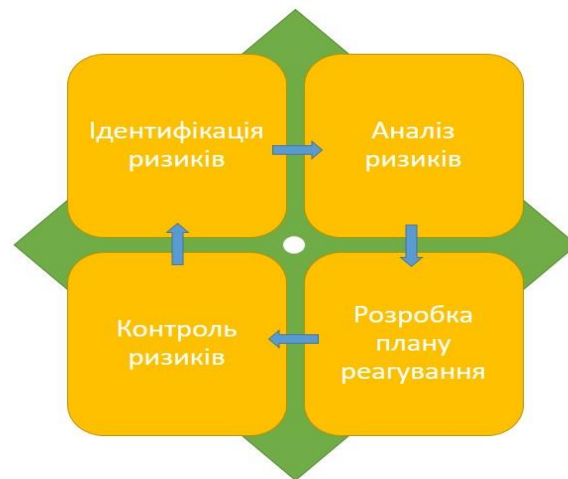 Ідентифікація
ризиків
Аналіз
ризиків
Контроль
ризиків
Розробка
плану
реагування